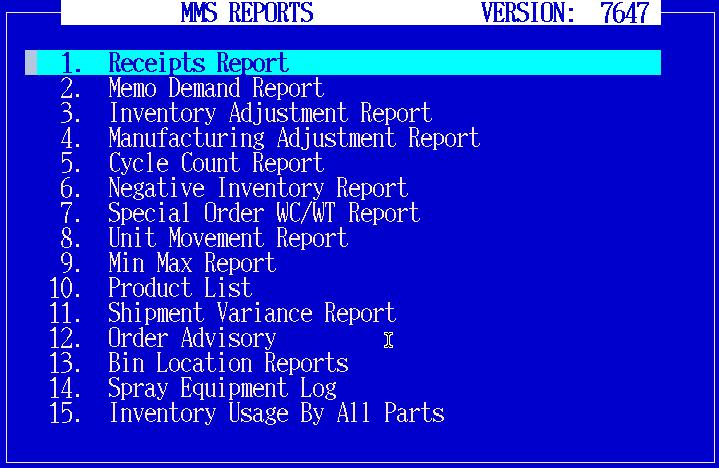 MMS REPORTS VERSION: 7647
1. Receipts Report
2. Memo Demand Report
3. Inventory Adjustment Report
4. Manufacturing Adjustment Report
5. Cycle Count Report
6. Negative Inventory Report
7. Special Order WC/WT Report
8. Unit Movement Report
9. Min Max Report
10. Product List
11. Shipment Variance Report
12. Order Advisory
13. Bin Location Reports
14. Spray Equipment Log
15. Inventory Usage By All Parts